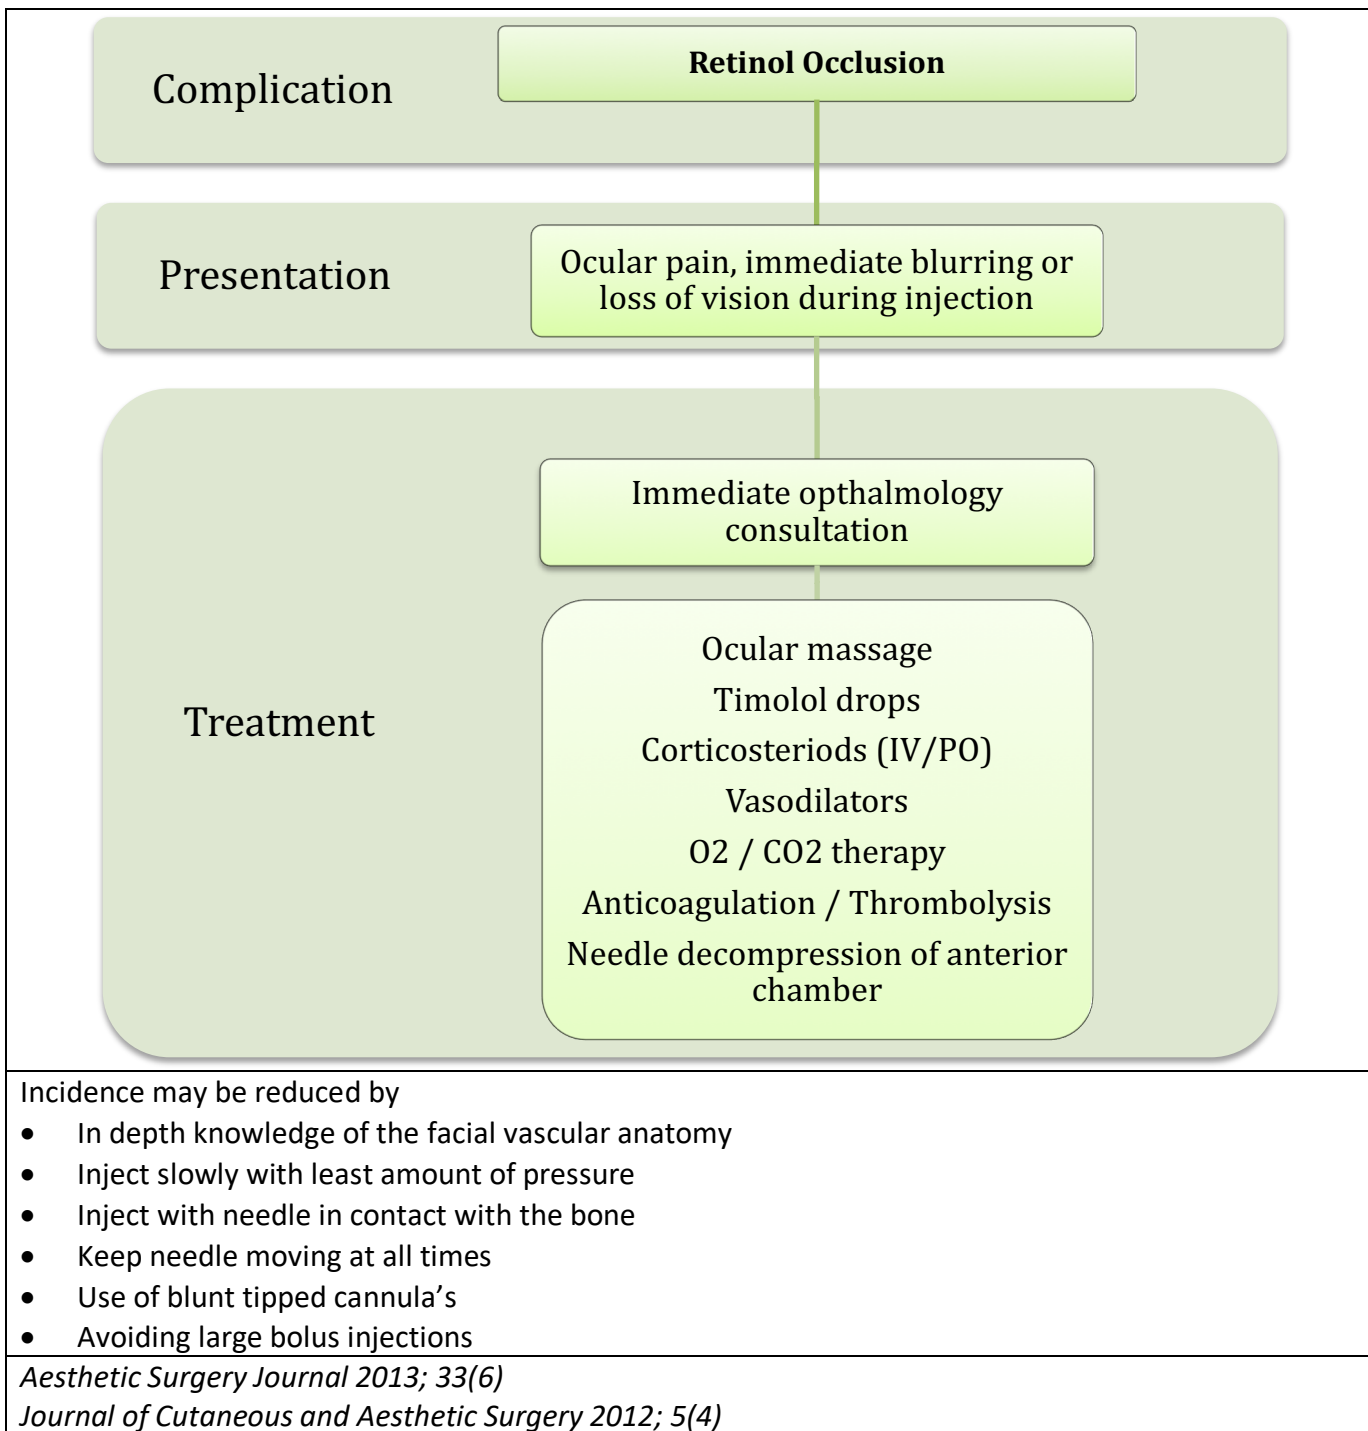 Complication
Retinol Occlusion
Presentation
Ocular pain, immediate blurring or
loss of vision during injection
Treatment
Immediate opthalmology
consultation
Ocular massage
Timolol drops
Corticosteriods (IV/PO)
Vasodilators
O2 / CO2 therapy
Anticoagulation / Thrombolysis
Needle decompression of anterior
chamber
Incidence may be reduced by
• In depth knowledge of the facial vascular anatomy
• Inject slowly with least amount of pressure
• Inject with needle in contact with the bone
• Keep needle moving at all times
• Use of blunt tipped cannula’s
• Avoiding large bolus injections
Aesthetic Surgery Journal 2013; 33(6)
Journal of Cutaneous and Aesthetic Surgery 2012; 5(4)